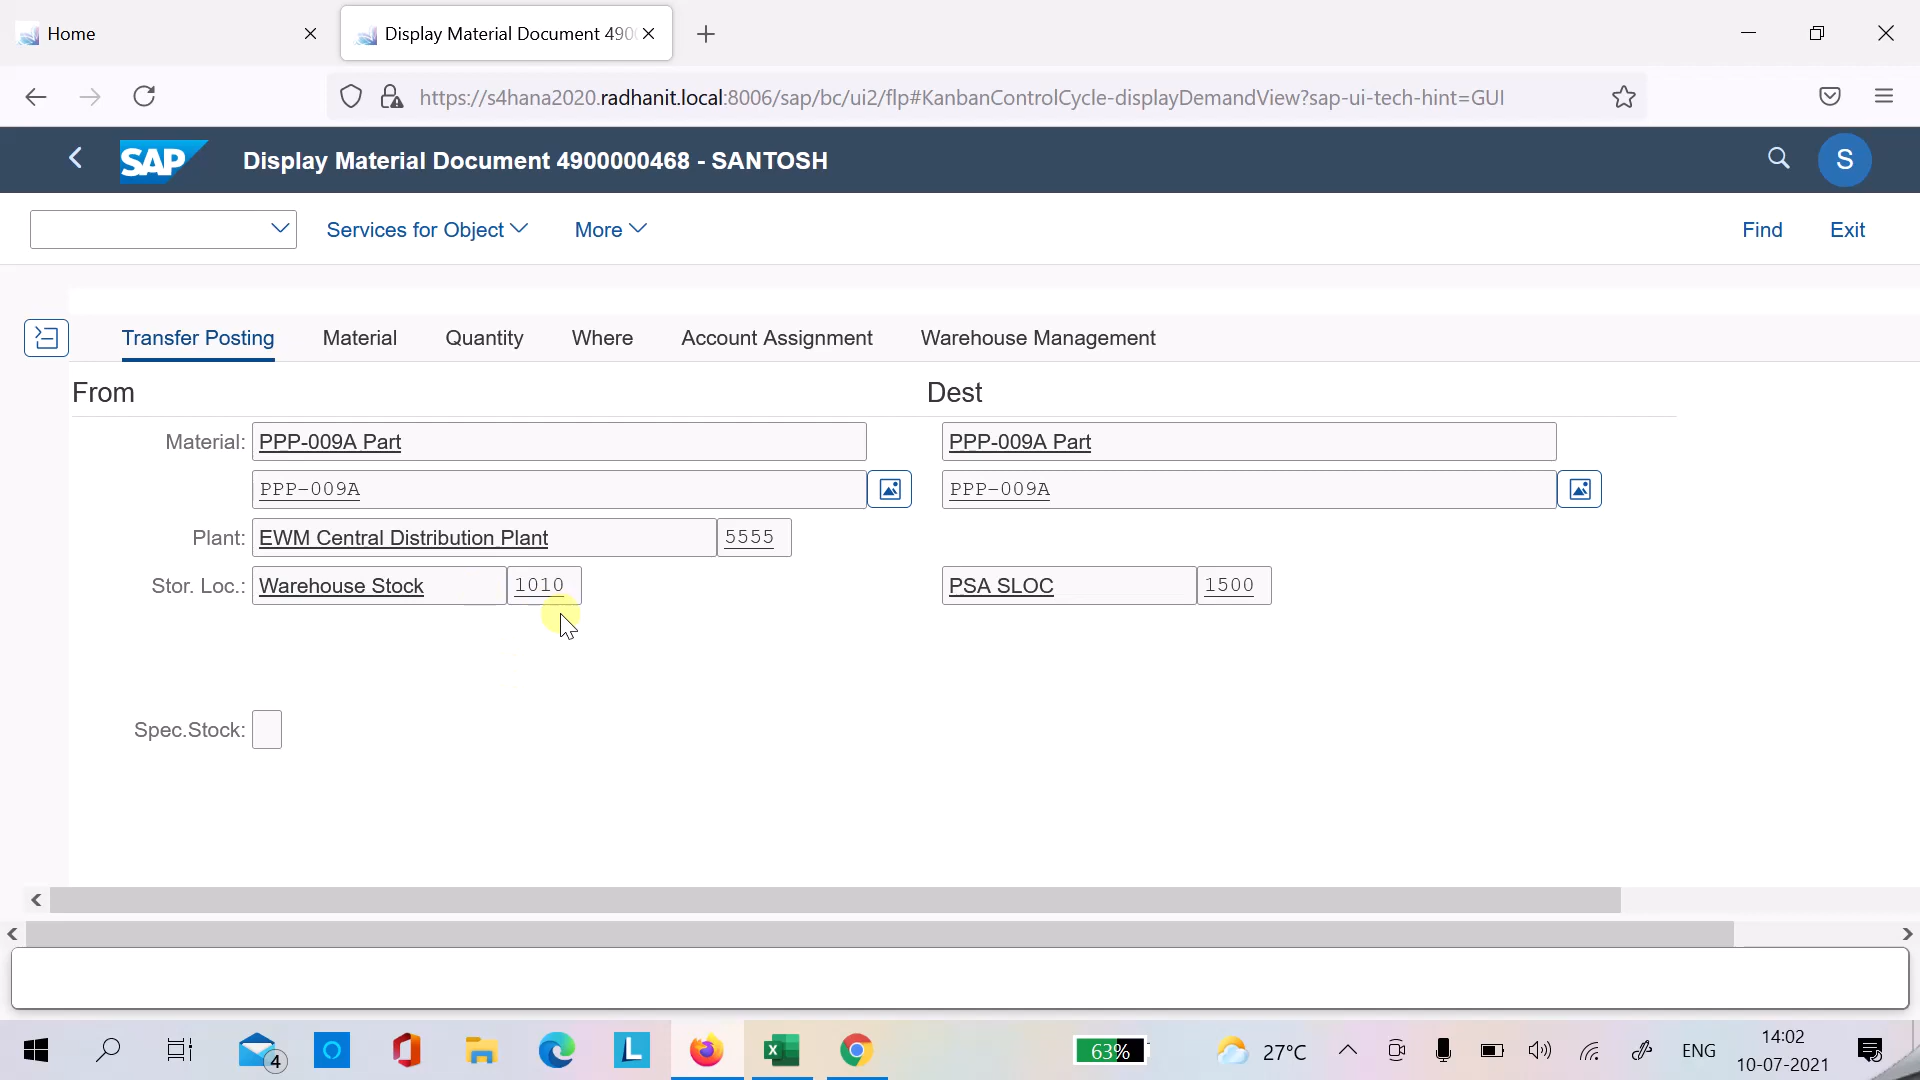 Home
Display Material Document 490
https://s4hana2020.radhanit.local:8006/sap/bc/ui2/flp#KanbanControlCycle-displayDemandView?sap-ui-tech-hint=GUI
SAP Display Material Document 4900000468 - SANTOSH S
Services for Object More Find Exit
Transfer Posting Material Quantity Where Account Assignment Warehouse Management
From Dest
Material: PPP-009A Part PPP-009A Part
PPP-009A PPP-009A
Plant: EWM Central Distribution Plant 5555
Stor. Loc.: Warehouse Stock 1010 PSA SLOC 1500
Spec.Stock:
4 L 63% 27°C ENG 14:02
10-07-2021